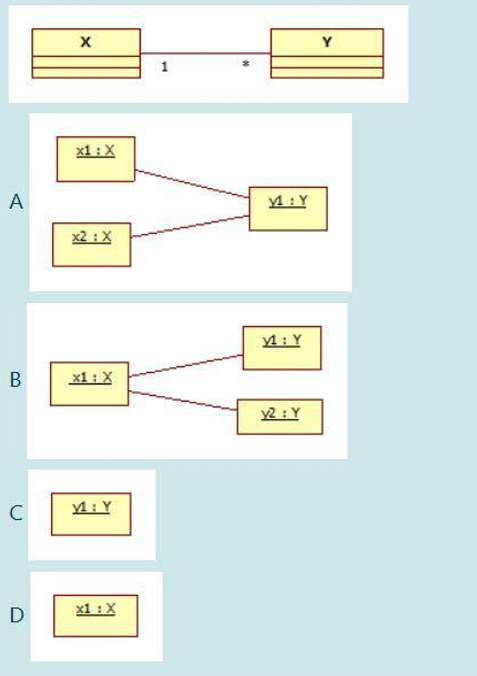 X
Y
1
*
A
x1 : X
y1 : Y
x2 : X
B
y1 : Y
x1 : X
y2 : Y
C
y1 : Y
D
x1 : X